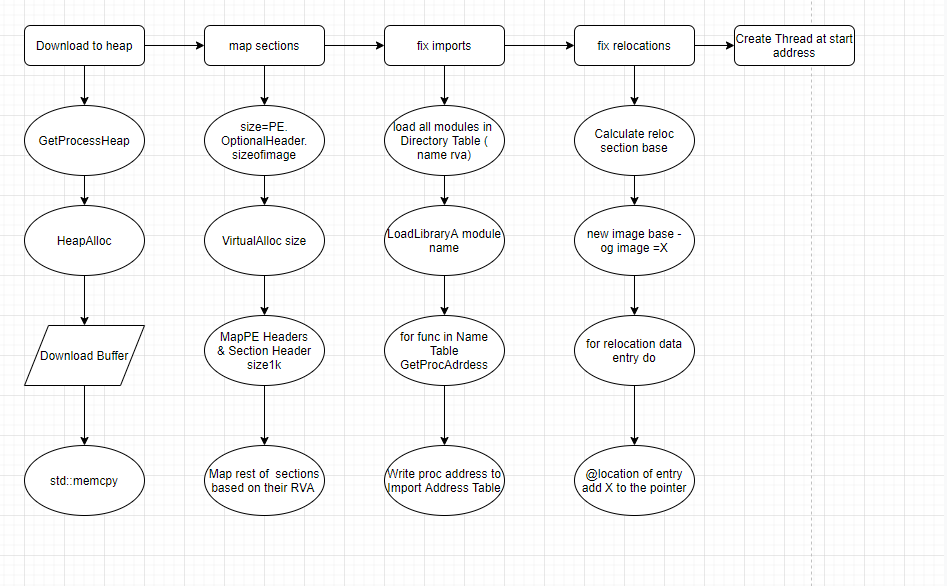 Download to heap
map sections
fix imports
fix relocations
Create Thread at start
address
GetProcessHeap
size=PE.
OptionalHeader.
sizeofimage
load all modules in
Directory Table (
name rva)
Calculate reloc
section base
HeapAlloc
VirtualAlloc size
LoadLibraryA module
name
new image base -
og image =X
Download Buffer
MapPE Headers
& Section Header
size1k
for func in Name
Table
GetProcAdrdess
for relocation data
entry do
std::memcpy
Map rest of sections
based on their RVA
Write proc address to
Import Address Table
@location of entry
add X to the pointer